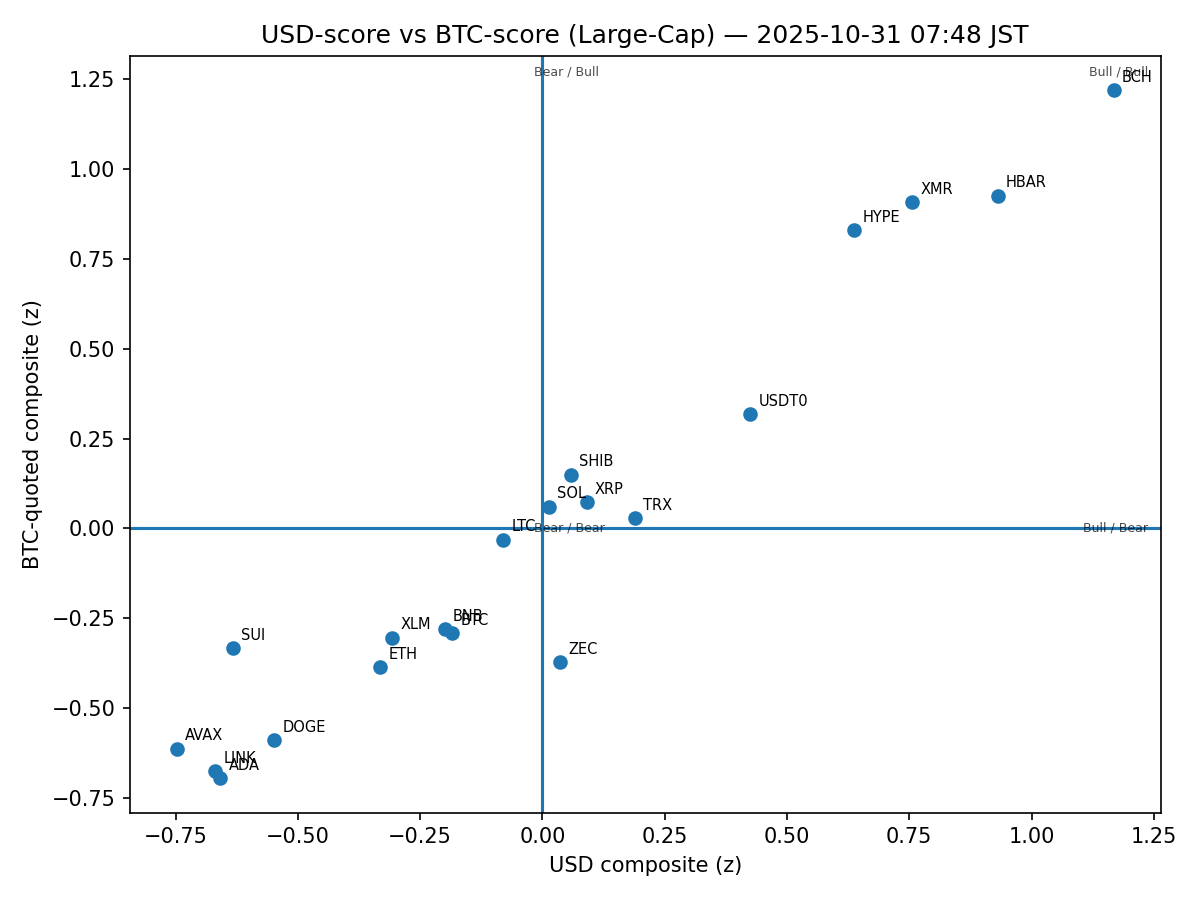 USD-score vs BTC-score (Large-Cap) — 2025-10-31 07:48 JST
Bear / Bull
Bull / Bull
BCH
HBAR
XMR
HYPE
USDT0
SHIB
SOL
XRP
TRX
LTC
Bear / Bear
Bull / Bear
BNB
BTC
XLM
SUI
ETH
ZEC
DOGE
AVAX
LINK
ADA
1.25
1.00
0.75
0.50
0.25
0.00
−0.25
−0.50
−0.75
BTC-quoted composite (z)
−0.75 −0.50 −0.25 0.00 0.25 0.50 0.75 1.00 1.25
USD composite (z)